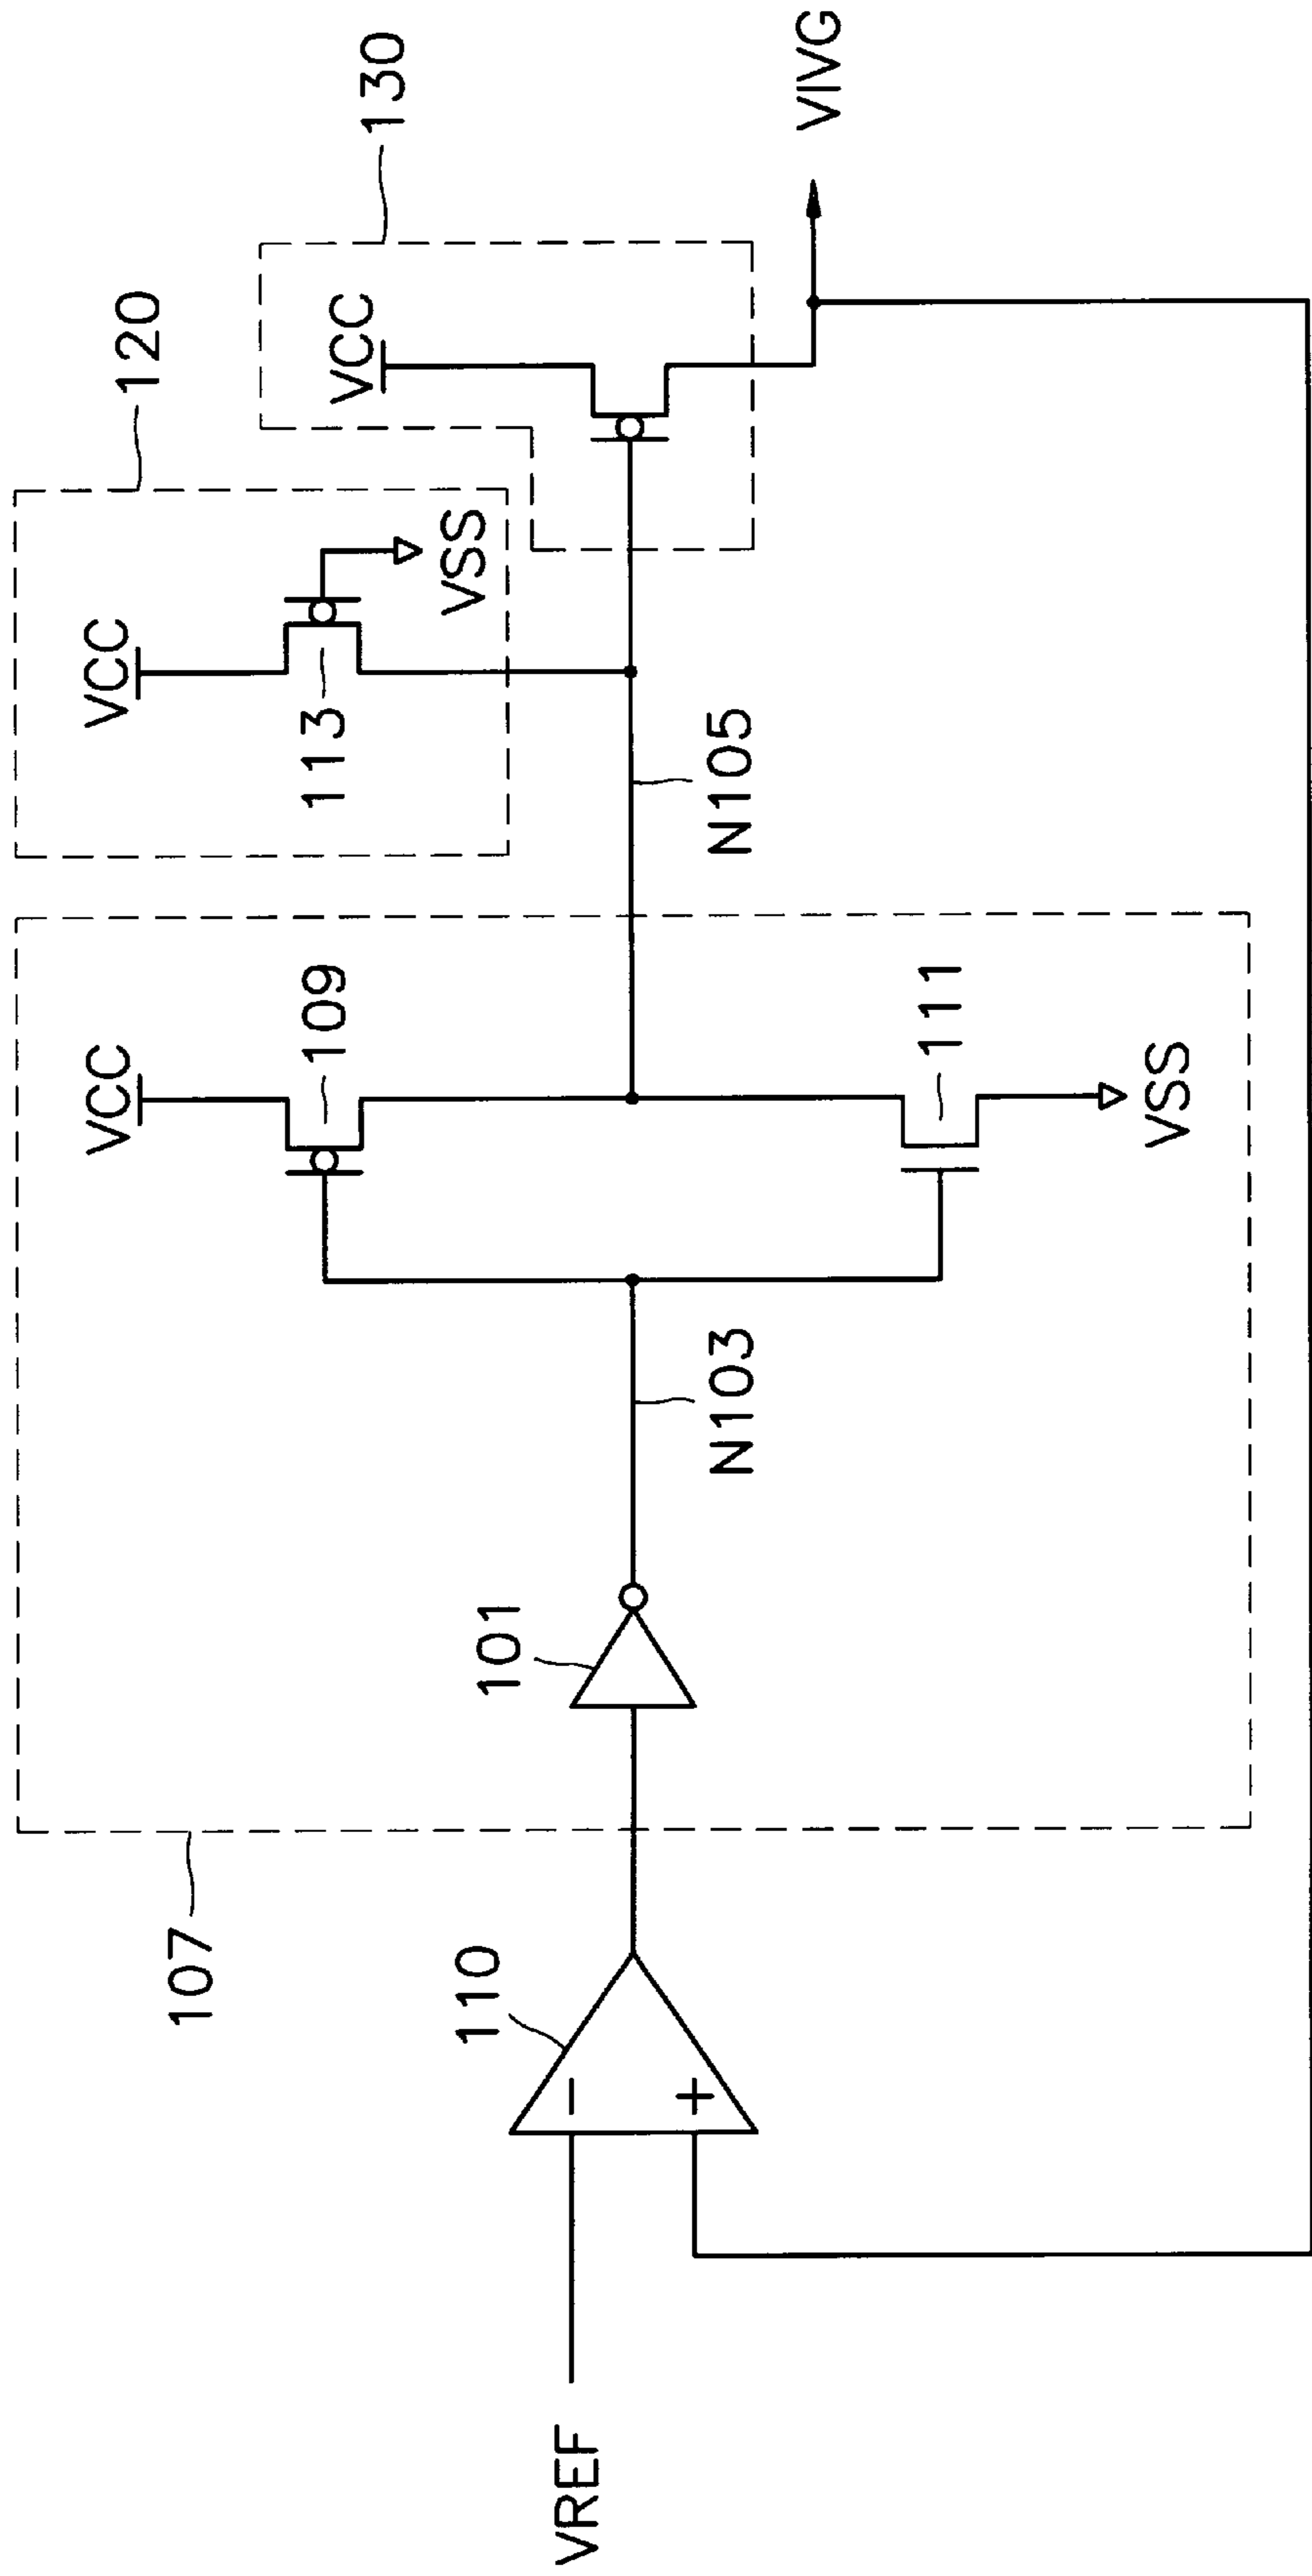 VREF
110
−
+
107
101
N103
VCC
109
111
VSS
N105
120
VCC
113
VSS
130
VCC
VIVG